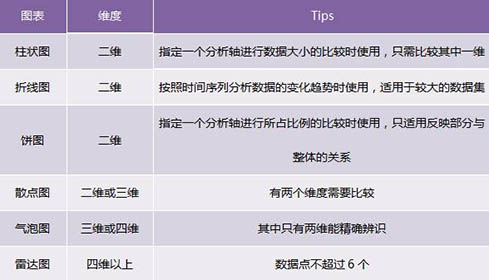 图表 维度 Tips
柱状图 二维 指定一个分析轴进行数据大小的比较时使用，只需比较其中一维
折线图 二维 按照时间序列分析数据的变化趋势时使用，适用于较大的数据集
饼图 二维 指定一个分析轴进行所占比例的比较时使用，只适用反映部分与
整体的关系
散点图 二维或三维 有两个维度需要比较
气泡图 三维或四维 其中只有两维能精确辨识
雷达图 四维以上 数据点不超过6个